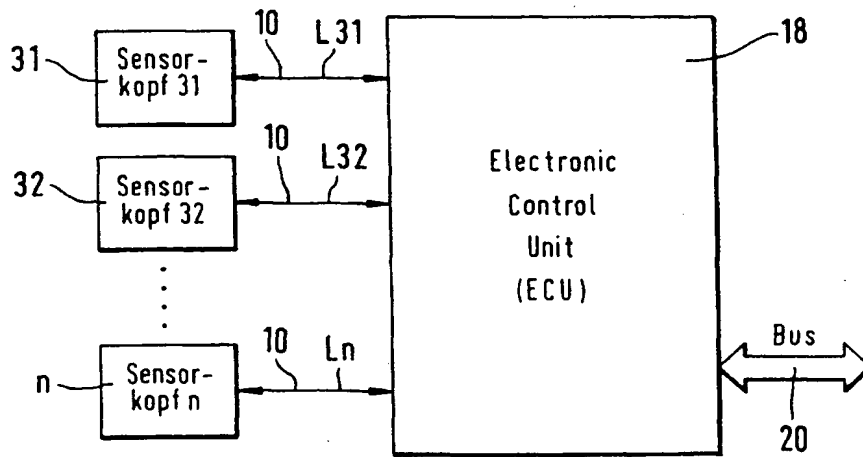 10 L31
31 Sensor-
kopf 31
18
10 L32
32 Sensor-
kopf 32
Electronic
Control
Unit
(ECU)
10 Ln
n Sensor-
kopf n
Bus
20